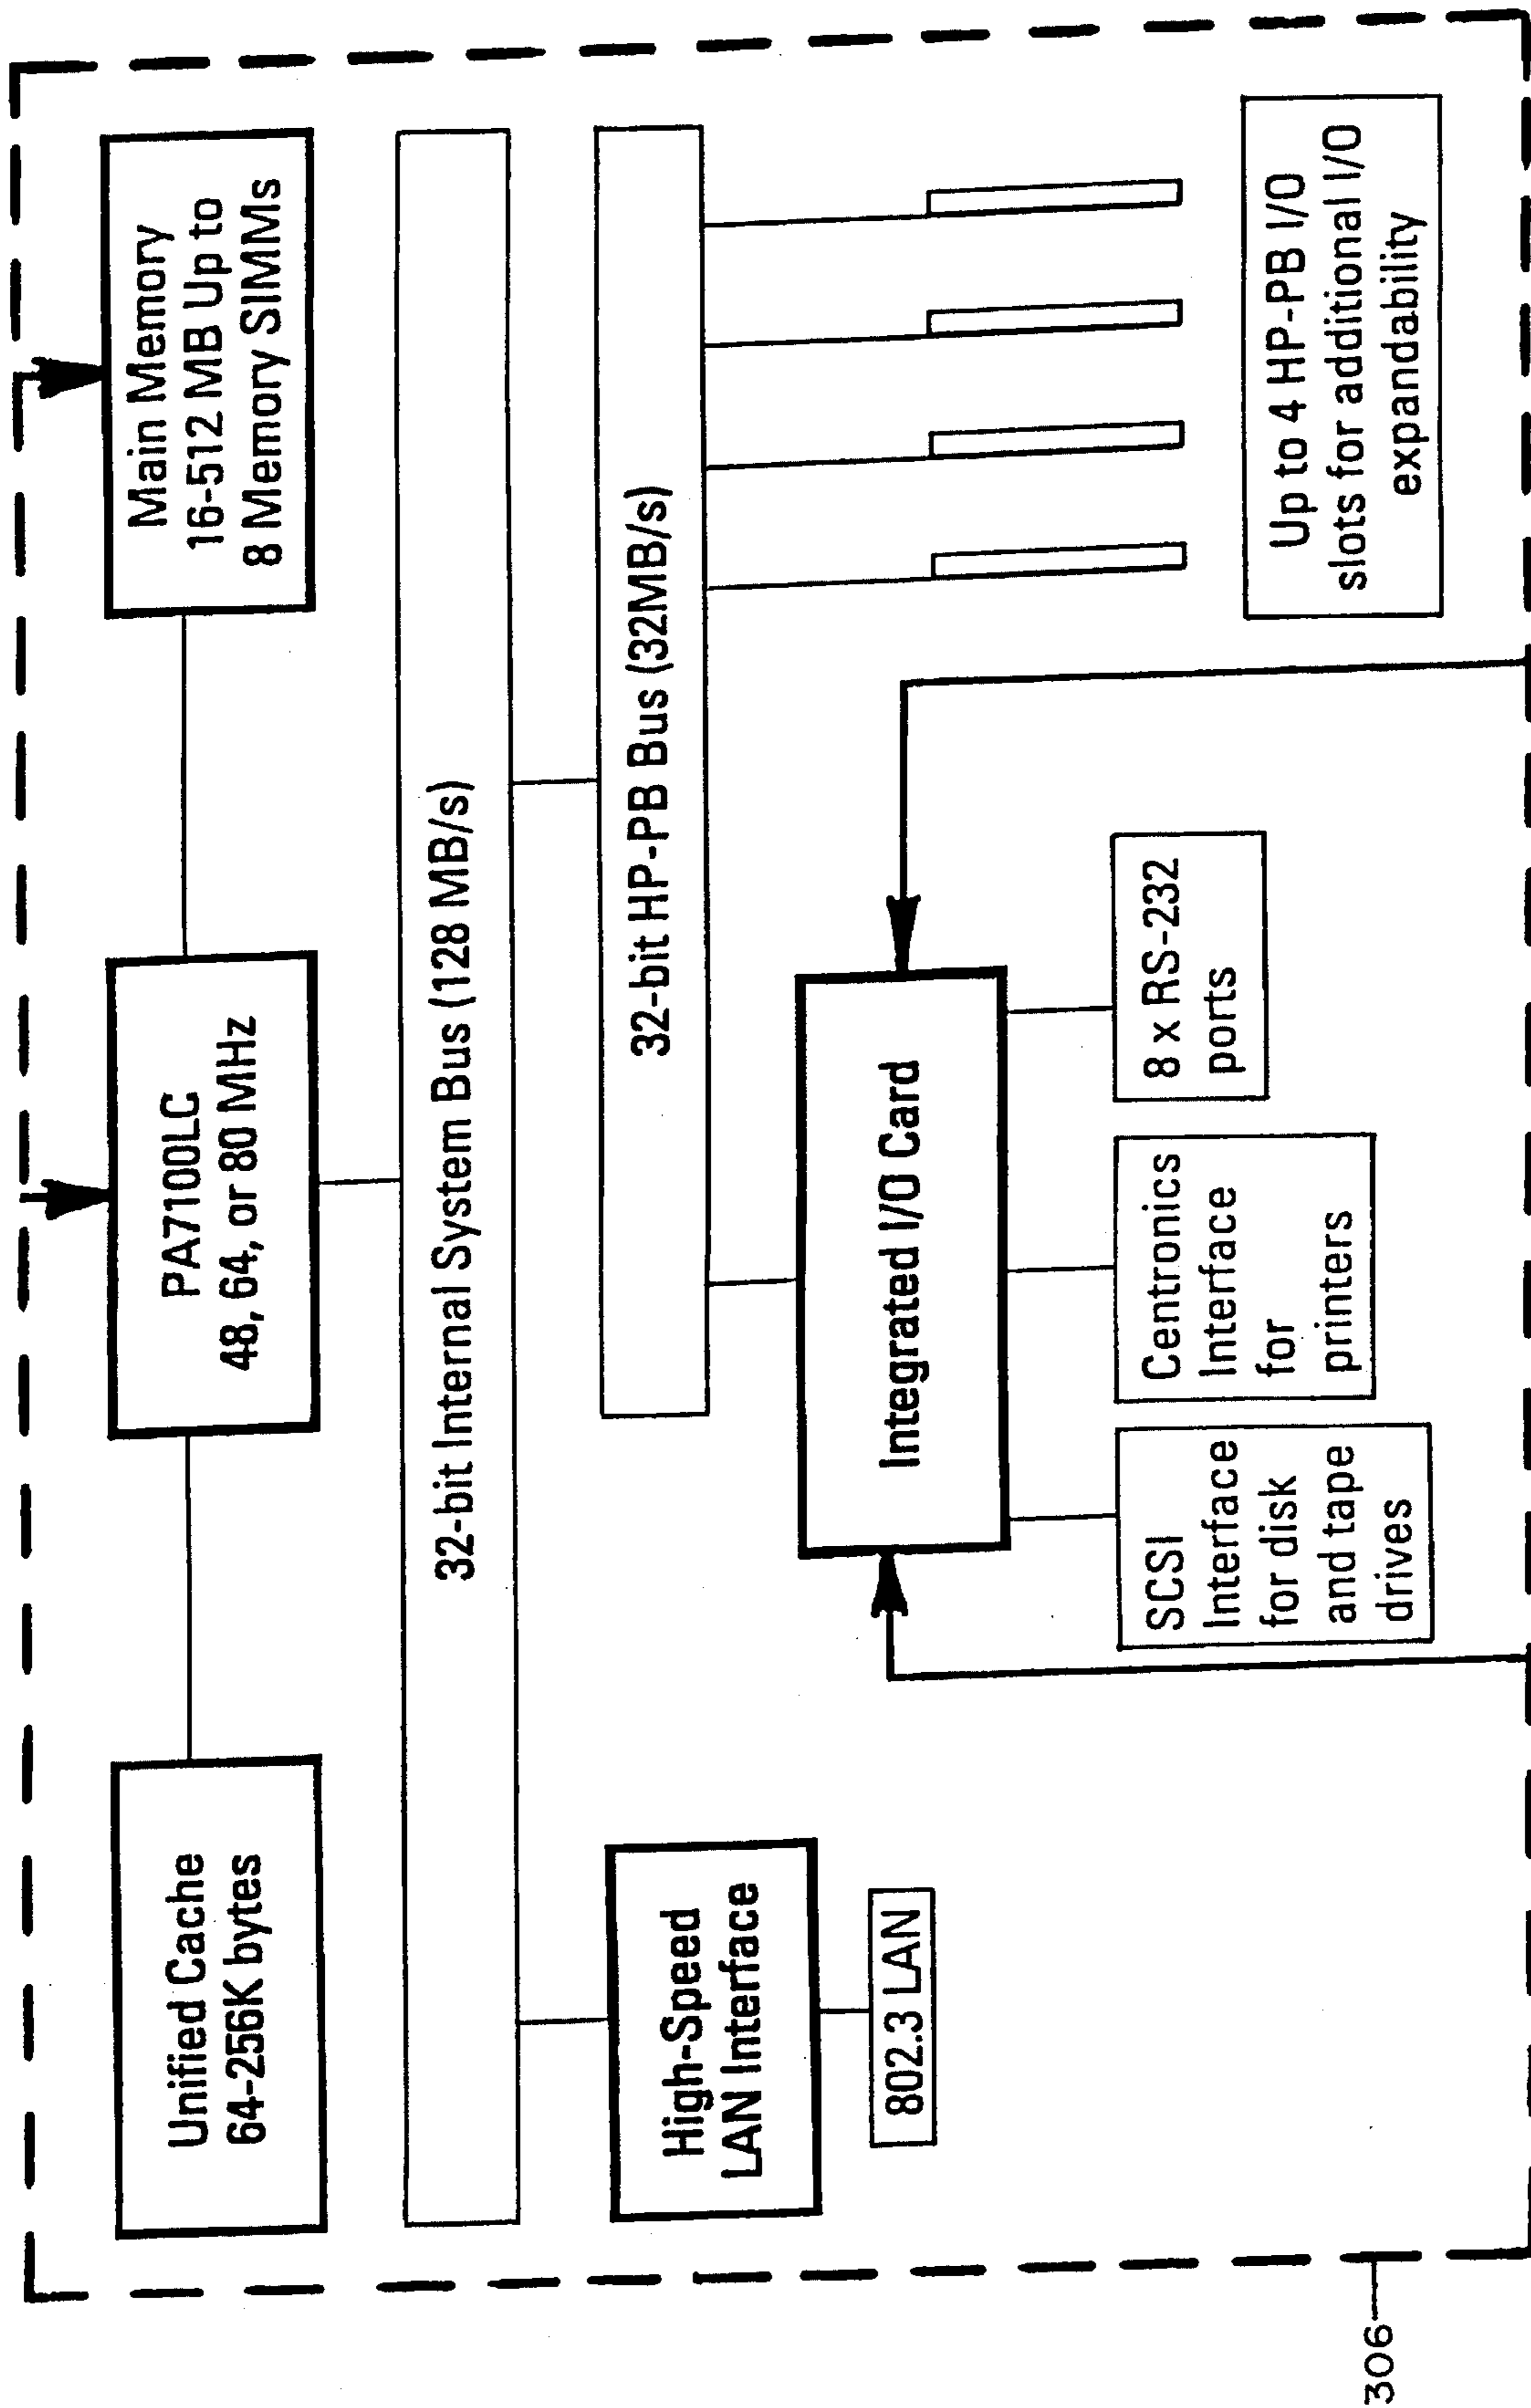 Unified Cache
64-256K bytes
PA7100LC
48, 64, or 80 MHz
Main Memory
16-512 MB Up to
8 Memory SIMMs
32-bit Internal System Bus (128 MB/s)
High-Speed
LAN Interface
802.3 LAN
32-bit HP-PB Bus (32MB/s)
Integrated I/O Card
SCSI
Interface
for disk
and tape
drives
Centronics
Interface
for
printers
8 x RS-232
ports
Up to 4 HP-PB I/O
slots for additional I/O
expandability
306